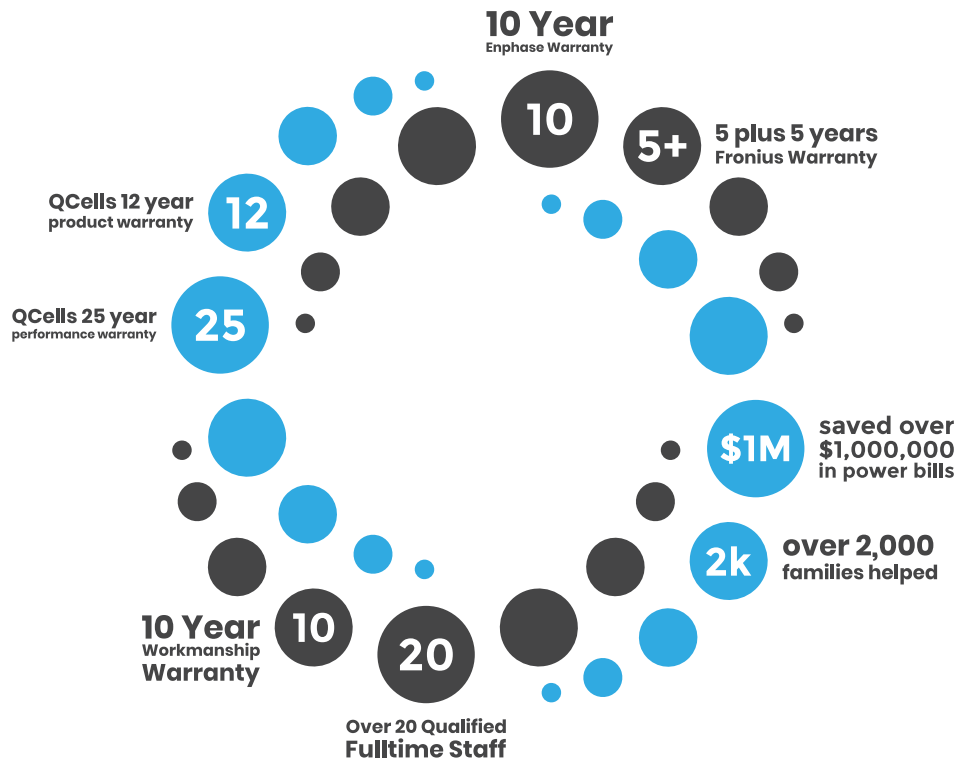 10 Year
Enphase Warranty
10
5+
5 plus 5 years
Fronius Warranty
QCells 12 year
product warranty
12
QCells 25 year
performance warranty
25
$1M
saved over
$1,000,000
in power bills
2k
over 2,000
families helped
10 Year
Workmanship
Warranty
10
20
Over 20 Qualified
Fulltime Staff